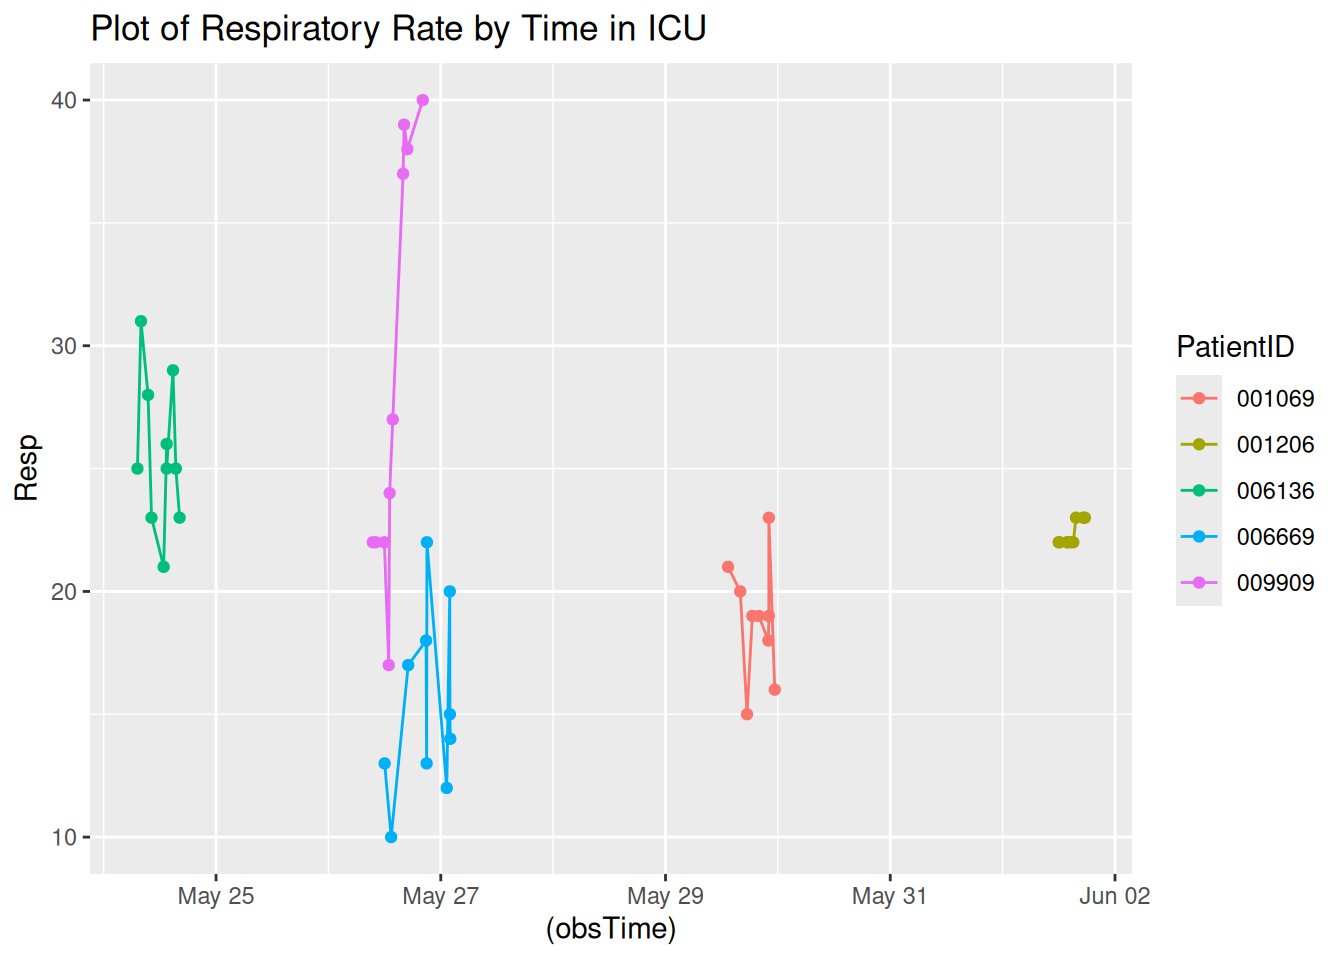 Plot of Respiratory Rate by Time in ICU
40
30
20
10
Resp
May 25
May 27
May 29
May 31
Jun 02
(obsTime)
PatientID
001069
001206
006136
006669
009909